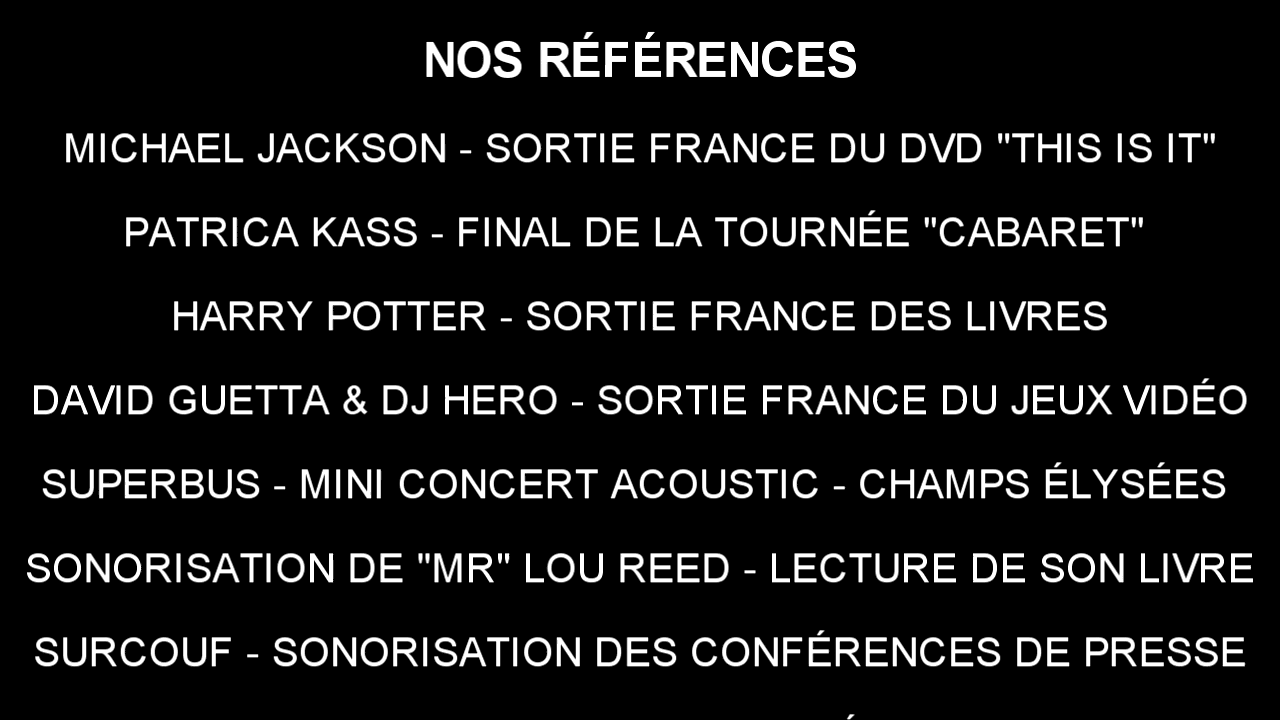 NOS RÉFÉRENCES
MICHAEL JACKSON - SORTIE FRANCE DU DVD "THIS IS IT"
PATRICA KASS - FINAL DE LA TOURNÉE "CABARET"
HARRY POTTER - SORTIE FRANCE DES LIVRES
DAVID GUETTA & DJ HERO - SORTIE FRANCE DU JEUX VIDÉO
SUPERBUS - MINI CONCERT ACOUSTIC - CHAMPS ÉLYSÉES
SONORISATION DE "MR" LOU REED - LECTURE DE SON LIVRE
SURCOUF - SONORISATION DES CONFÉRENCES DE PRESSE